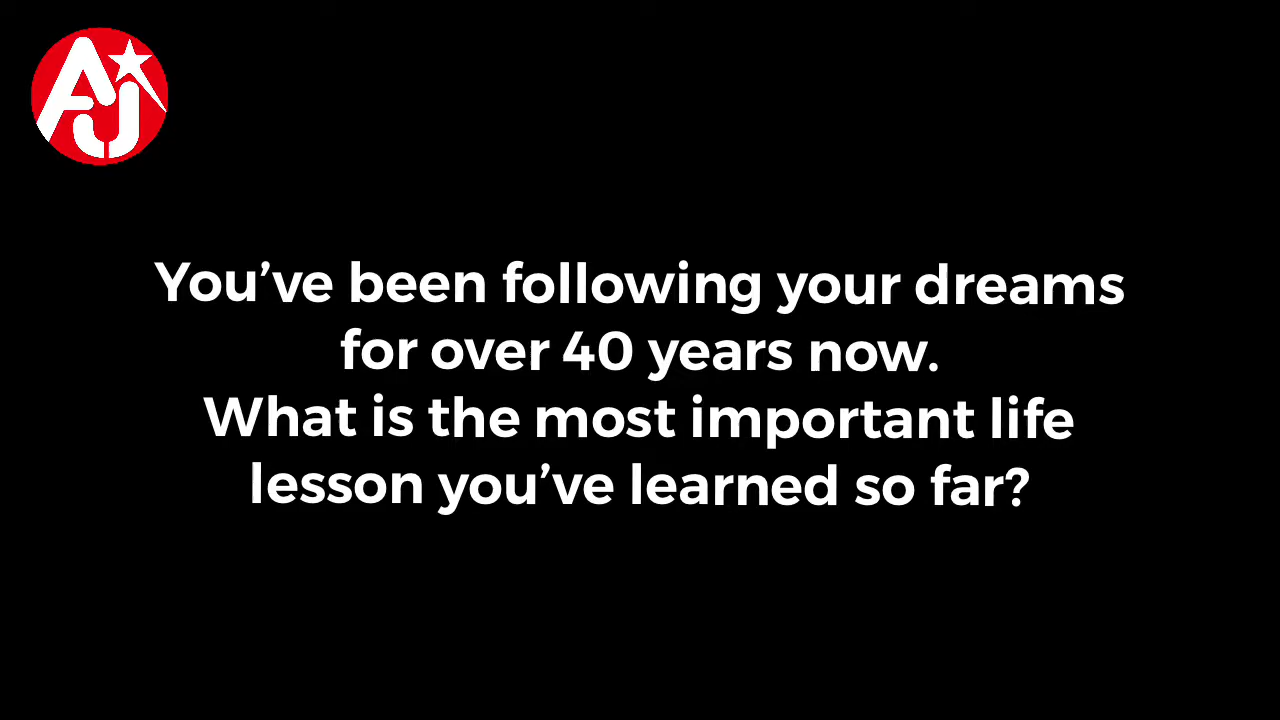 AJ
You’ve been following your dreams
for over 40 years now.
What is the most important life
lesson you’ve learned so far?